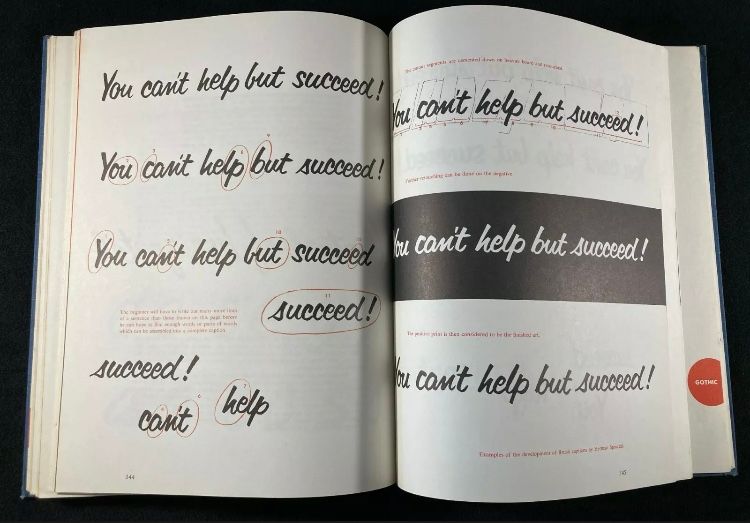 You can't help but succeed!
You can't help but succeed!
You can't help but succeed
The beginner will have to write out many more lines
of a sentence than those shown on this page before
he can hope to find enough words or parts of words
which can be assembled into a complete caption.
succeed!
succeed!
can't help
144
The various segments are cemented down on heavy board and retouched.
You can't help but succeed!
Further retouching can be done on the negative.
You can't help but succeed!
The positive print is then considered to be the finished art.
You can't help but succeed!
GOTHIC
Examples of the development of Brush caption by
145